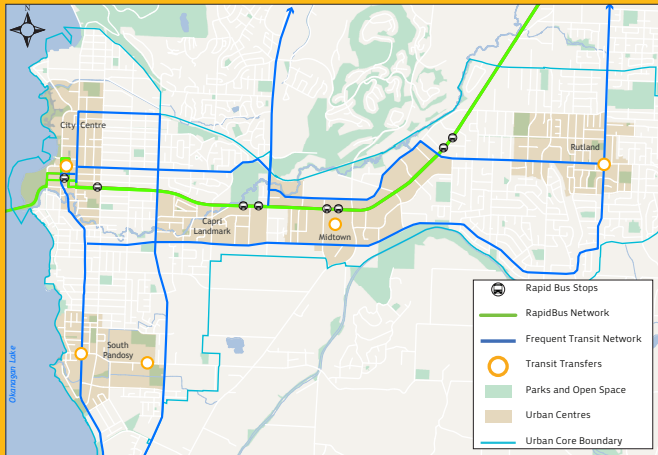 N
City Centre
Rutland
Capri
Landmark
Midtown
South
Pandosy
Okanagan Lake
Rapid Bus Stops
RapidBus Network
Frequent Transit Network
Transit Transfers
Parks and Open Space
Urban Centres
Urban Core Boundary